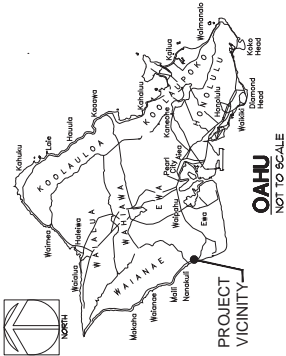 NORTH
Kahuku
Laie
Hauula
Kaaawa
Kahaluu
Kaneohe
Kailua
Waimanalo
Koko
Head
Diamond
Head
Waikiki
Honolulu
Aiea
Pearl
City
Waipahu
Ewa
Nanakuli
Maili
Waianae
Makaha
Waialua
Haleiwa
Waimea
KOOLAULOA
KOOLAUPOKO
HONOLULU
WAIALUA
WAHIAWA
EWA
WAIANAE
PROJECT
VICINITY
OAHU
NOT TO SCALE